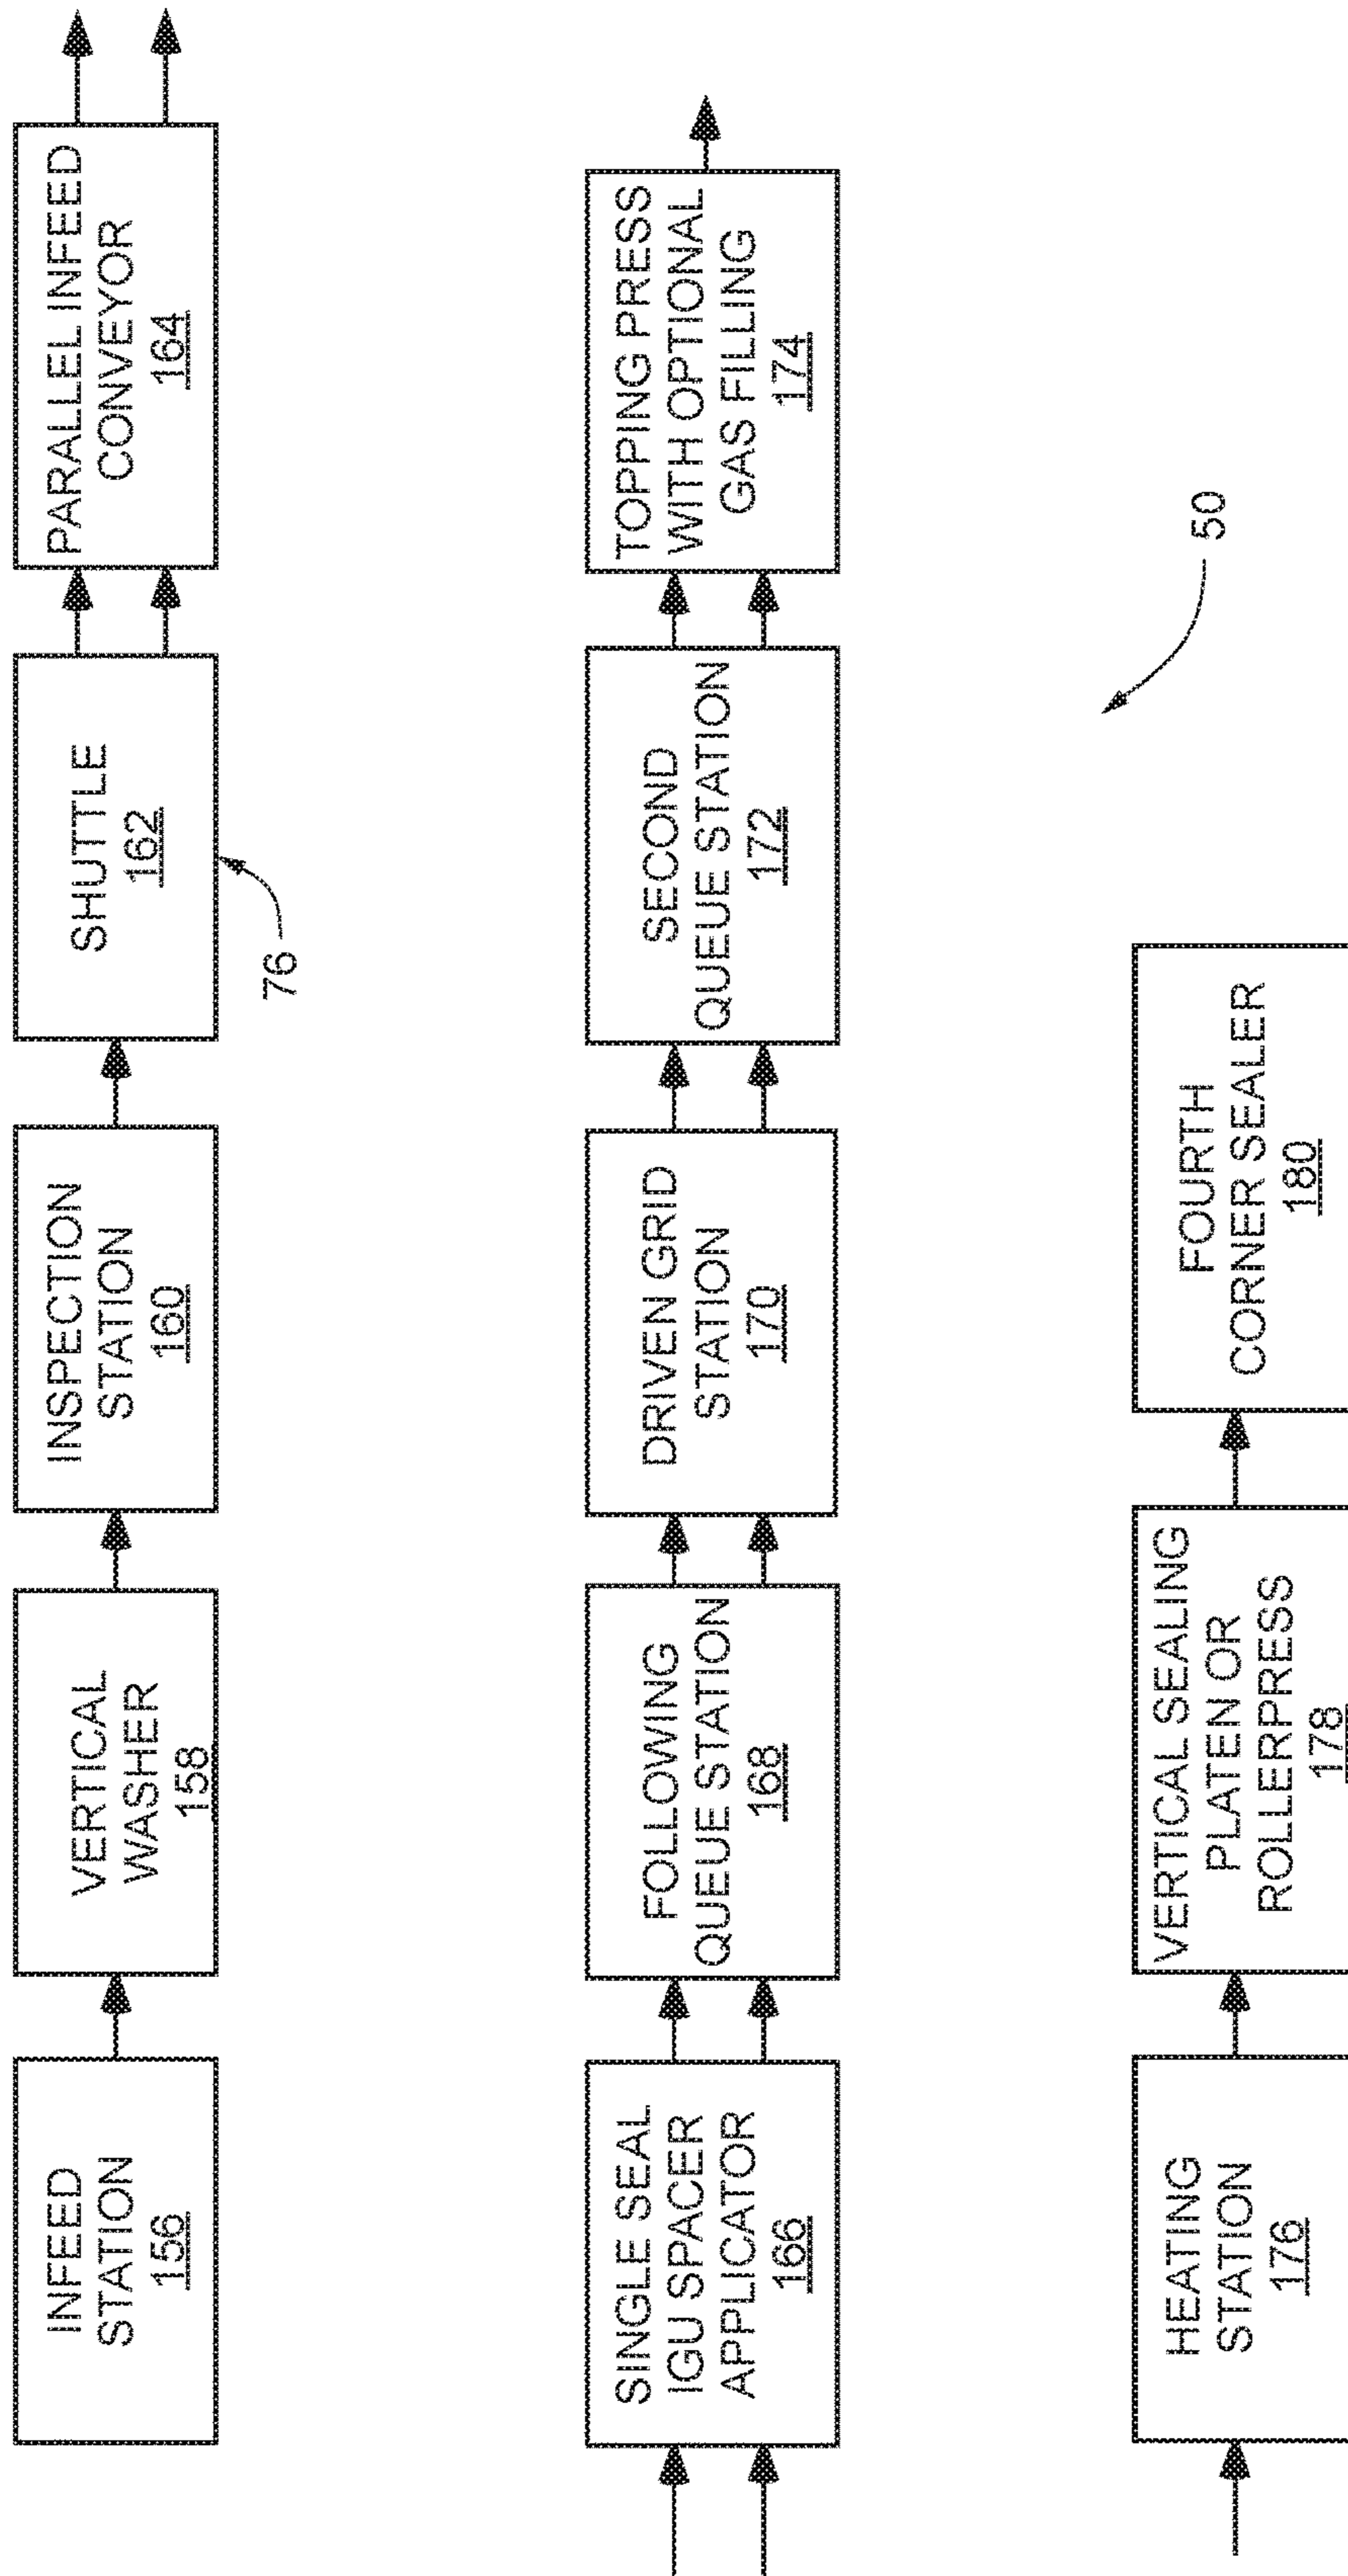 INFEED
STATION
156
VERTICAL
WASHER
158
INSPECTION
STATION
160
SHUTTLE
162
76
PARALLEL INFEED
CONVEYOR
164
SINGLE SEAL
IGU SPACER
APPLICATOR
166
FOLLOWING
QUEUE STATION
168
DRIVEN GRID
STATION
170
SECOND
QUEUE STATION
172
TOPPING PRESS
WITH OPTIONAL
GAS FILLING
174
50
HEATING
STATION
176
VERTICAL SEALING
PLATEN OR
ROLLERPRESS
178
FOURTH
CORNER SEALER
180